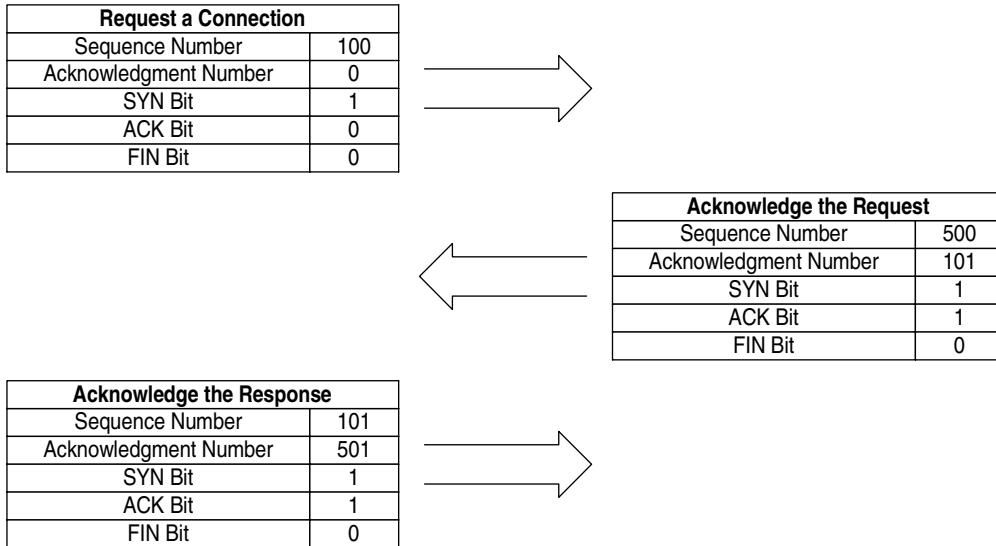 Request a Connection
Sequence Number 100
Acknowledgment Number 0
SYN Bit 1
ACK Bit 0
FIN Bit 0
Acknowledge the Request
Sequence Number 500
Acknowledgment Number 101
SYN Bit 1
ACK Bit 1
FIN Bit 0
Acknowledge the Response
Sequence Number 101
Acknowledgment Number 501
SYN Bit 1
ACK Bit 1
FIN Bit 0